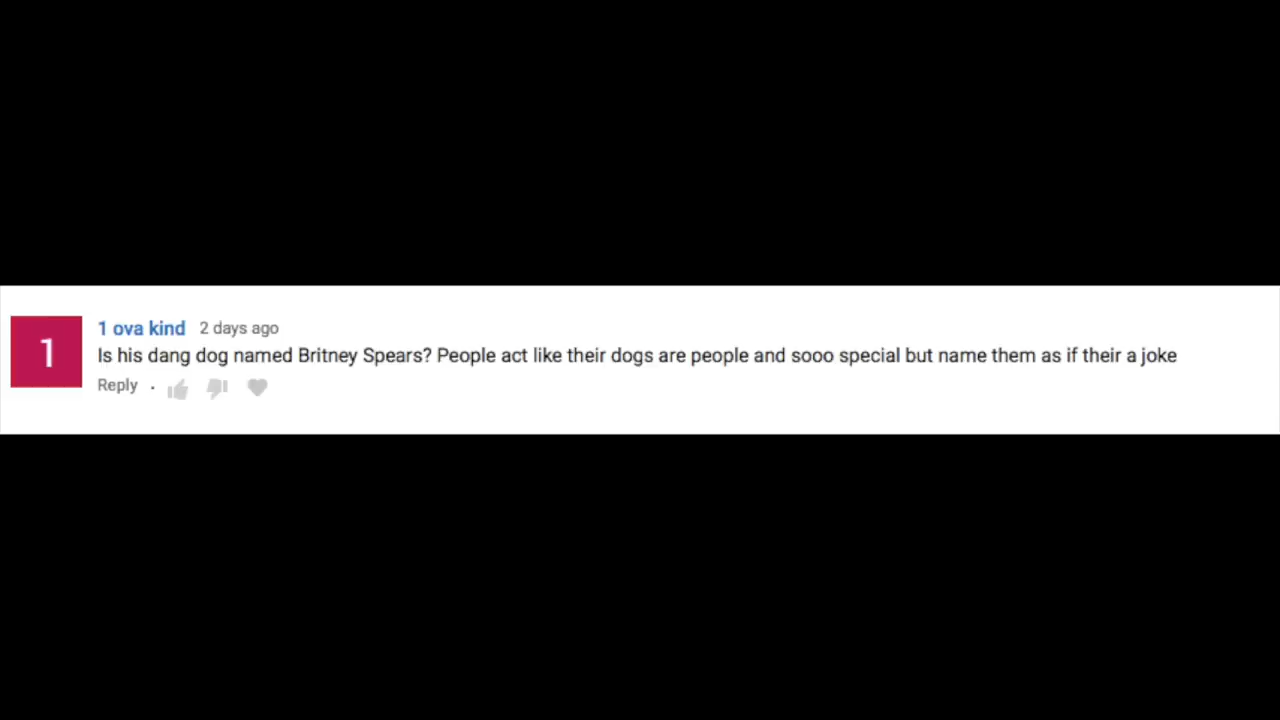 1
1 ova kind 2 days ago
Is his dang dog named Britney Spears? People act like their dogs are people and sooo special but name them as if their a joke
Reply ·